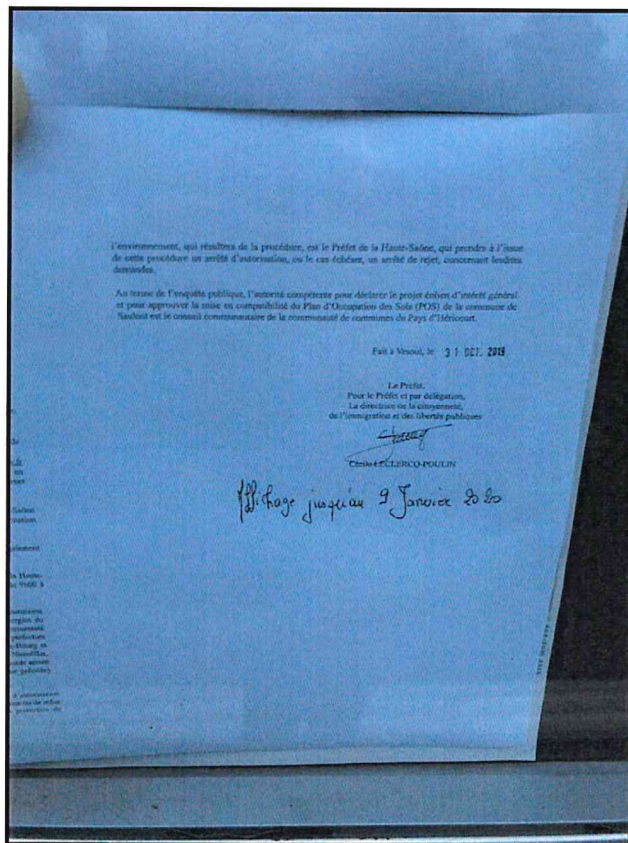 l'environnement, qui résultera de la procédure, est le Préfet de la Haute-Saône, qui prendra à l'issue
de cette procédure un arrêté d'autorisation, ou le cas échéant, un arrêté de rejet, concernant lesdites
demandes.
Au terme de l'enquête publique, l'autorité compétente pour déclarer le projet éolien d'intérêt général
et pour approuver la mise en compatibilité du Plan d'Occupation des Sols (POS) de la commune de
Saulnot est le conseil communautaire de la communauté de communes du Pays d'Héricourt.
Fait à Vesoul, le 31 OCT. 2019
Le Préfet,
Pour le Préfet et par délégation,
La directrice de la citoyenneté,
de l'immigration et des libertés publiques
Cécile LECLERCQ-POULIN
Affichage jusqu'au 9 Janvier 2020